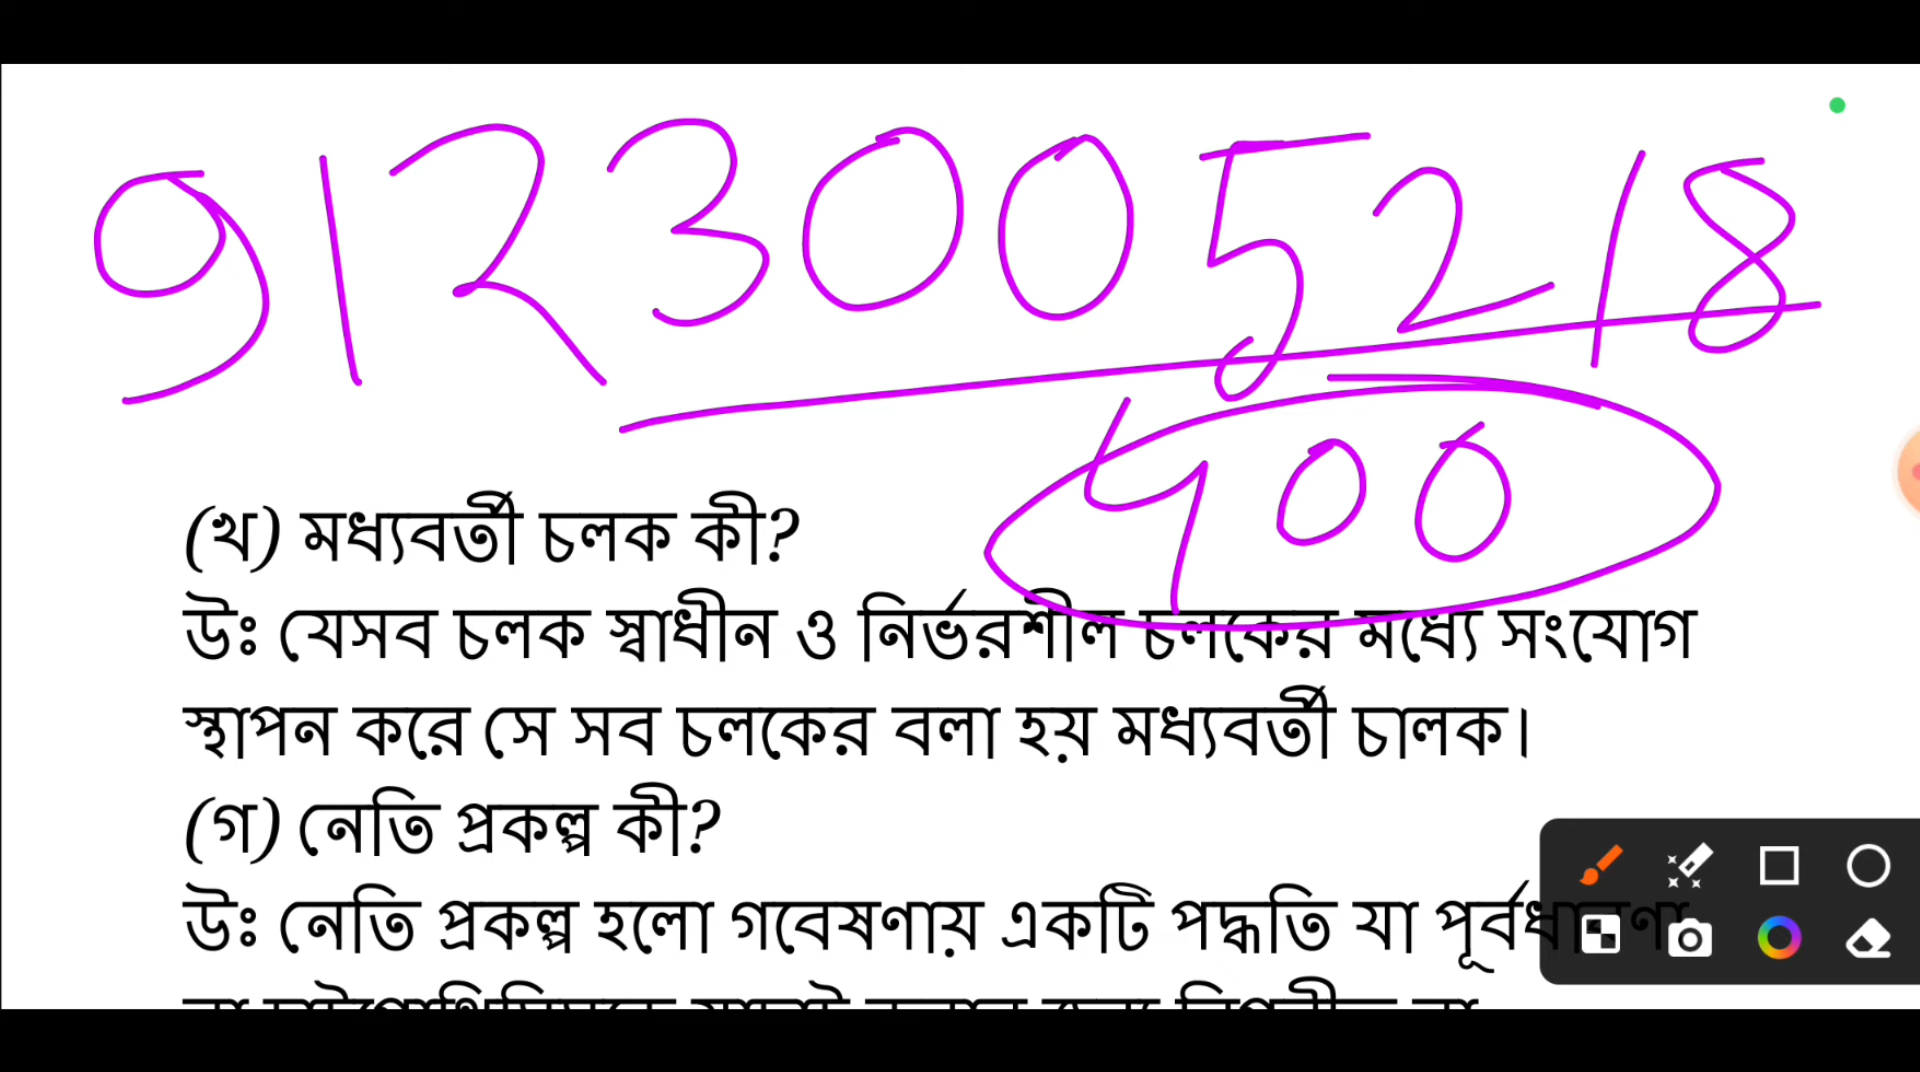 9123005218
400
(খ) মধ্যবর্তী চলক কী?
উঃ যেসব চলক স্বাধীন ও নির্ভরশীল চলকের মধ্যে সংযোগ
স্থাপন করে সে সব চলকের বলা হয় মধ্যবর্তী চালক।
(গ) নেতি প্রকল্প কী?
উঃ নেতি প্রকল্প হলো গবেষণায় একটি পদ্ধতি যা পূর্বধারণা